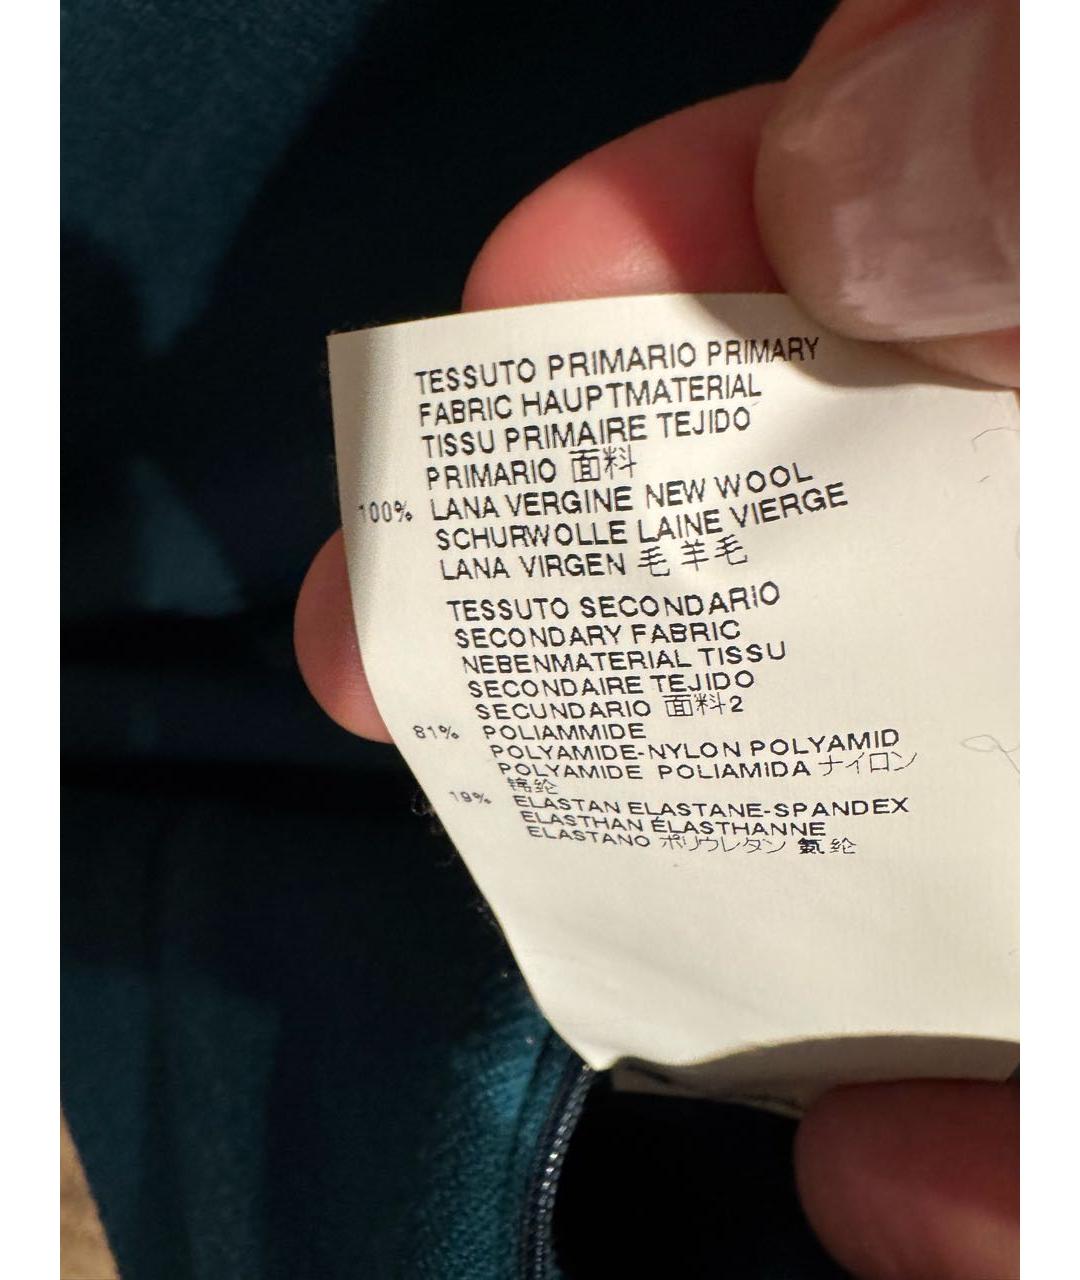 TESSUTO PRIMARIO PRIMARY
FABRIC HAUPTMATERIAL
TISSU PRIMAIRE TEJIDO
PRIMARIO 面料
100% LANA VERGINE NEW WOOL
SCHURWOLLE LAINE VIERGE
LANA VIRGEN 毛 羊毛
TESSUTO SECONDARIO
SECONDARY FABRIC
NEBENMATERIAL TISSU
SECONDAIRE TEJIDO
SECUNDARIO 面料2
81% POLIAMMIDE
POLYAMIDE-NYLON POLYAMID
POLYAMIDE POLIAMIDA ナイロン
锦纶
19% ELASTAN ELASTANE-SPANDEX
ELASTHAN ÉLASTHANNE
ELASTANO ポリウレタン 氨纶